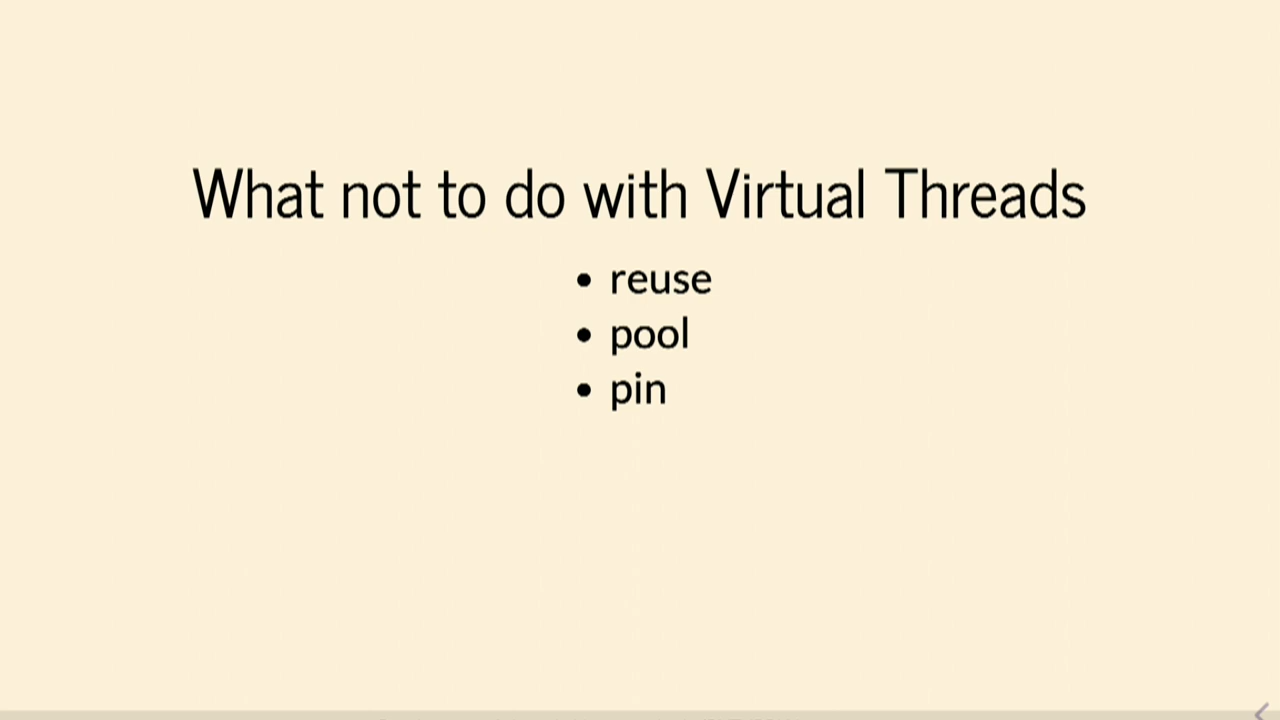 What not to do with Virtual Threads
• reuse
• pool
• pin